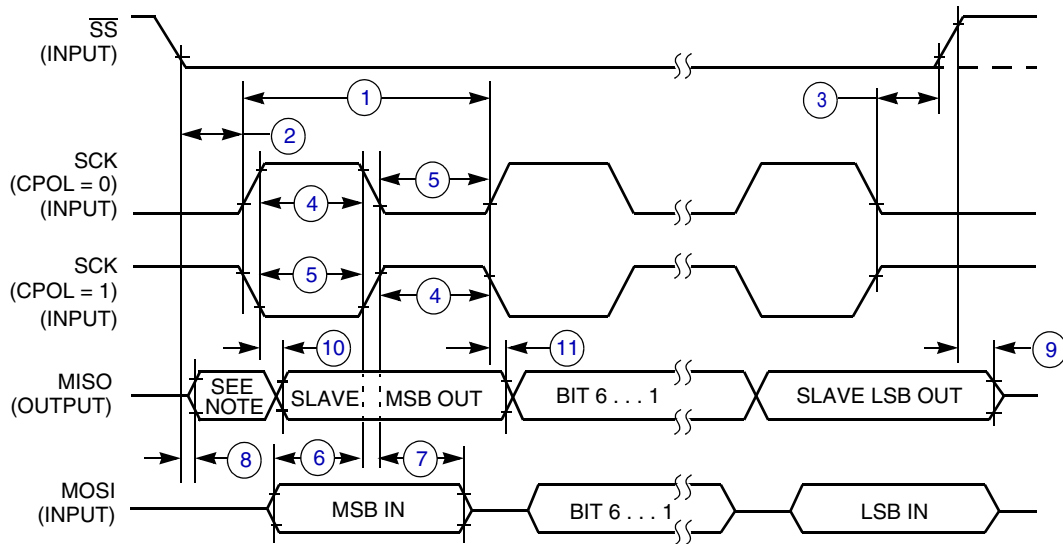 SS
(INPUT)
1
3
2
SCK
(CPOL = 0)
(INPUT)
5
4
SCK
(CPOL = 1)
(INPUT)
5
4
10
11
9
MISO
(OUTPUT)
SEE
NOTE
SLAVE
MSB OUT
BIT 6 . . . 1
SLAVE LSB OUT
8
6
7
MOSI
(INPUT)
MSB IN
BIT 6 . . . 1
LSB IN